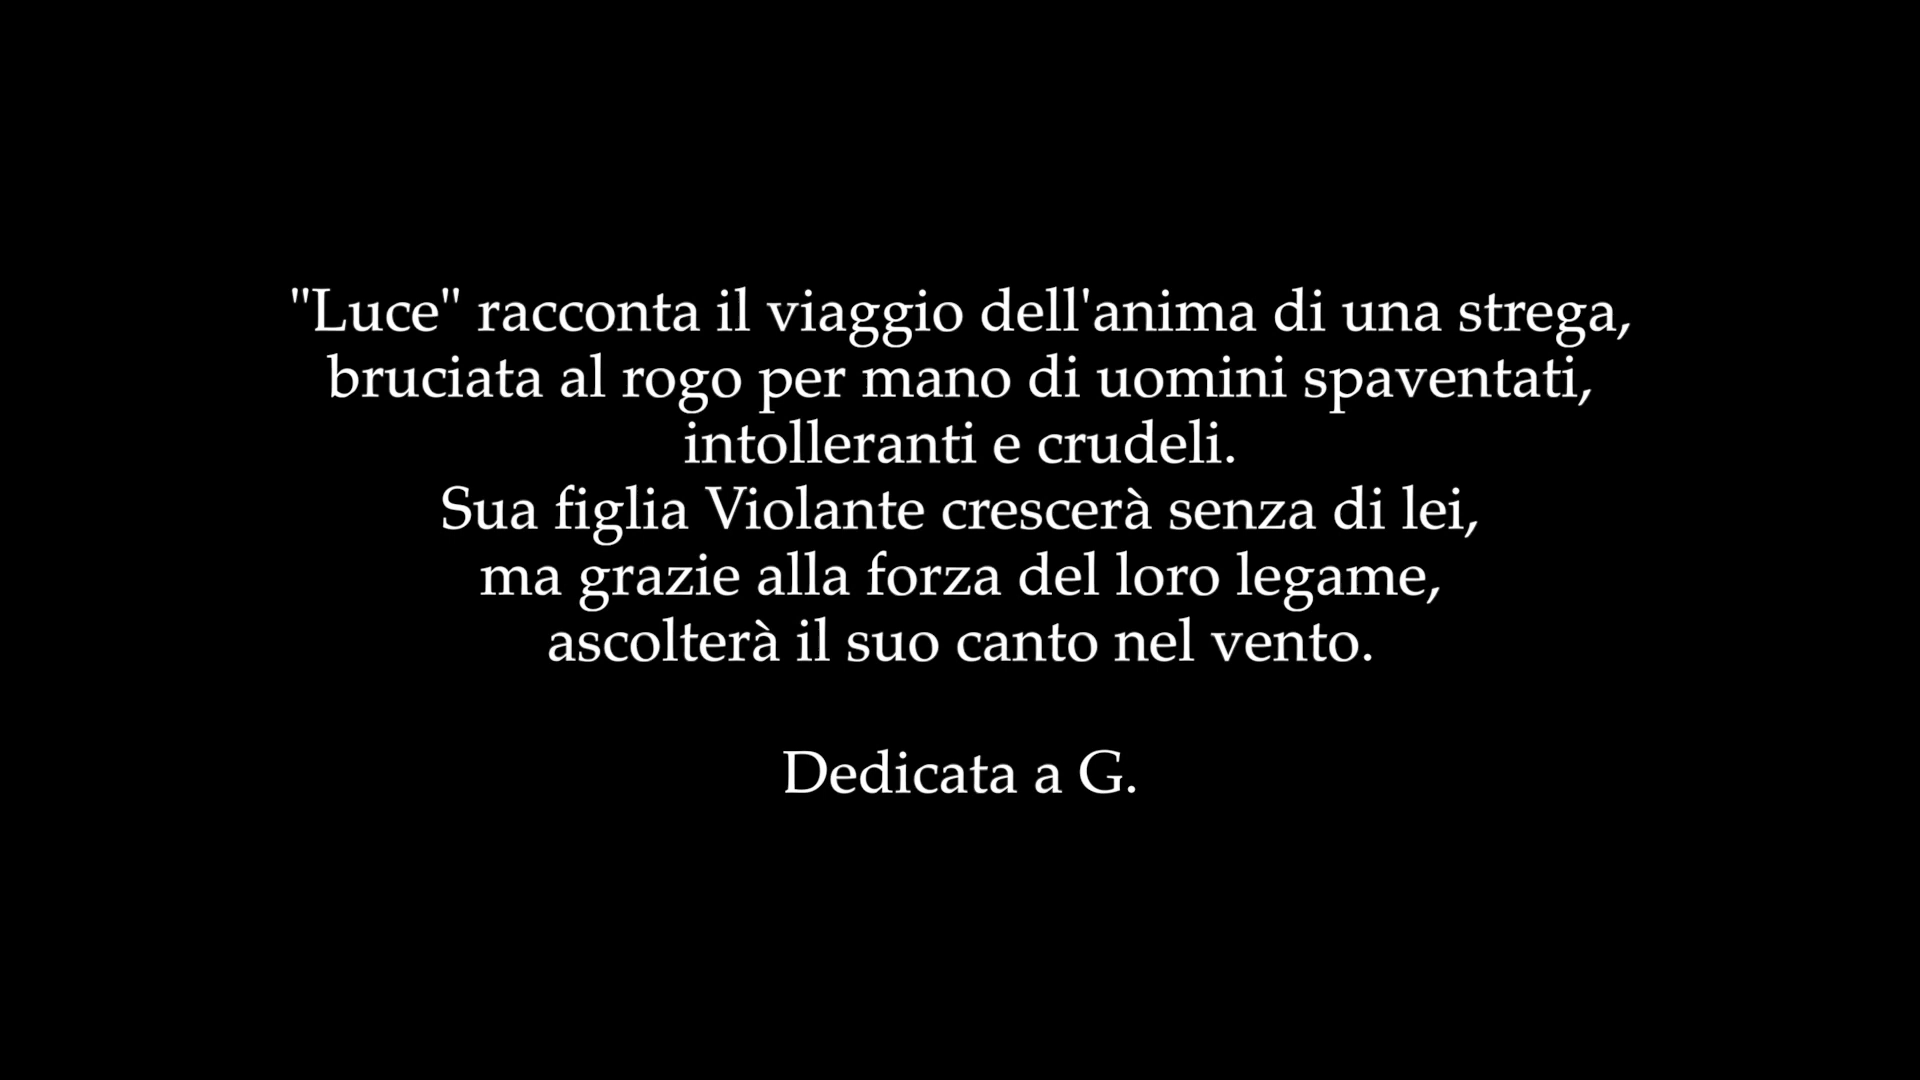 "Luce" racconta il viaggio dell'anima di una strega,
bruciata al rogo per mano di uomini spaventati,
intolleranti e crudeli.
Sua figlia Violante crescerà senza di lei,
ma grazie alla forza del loro legame,
ascolterà il suo canto nel vento.
Dedicata a G.